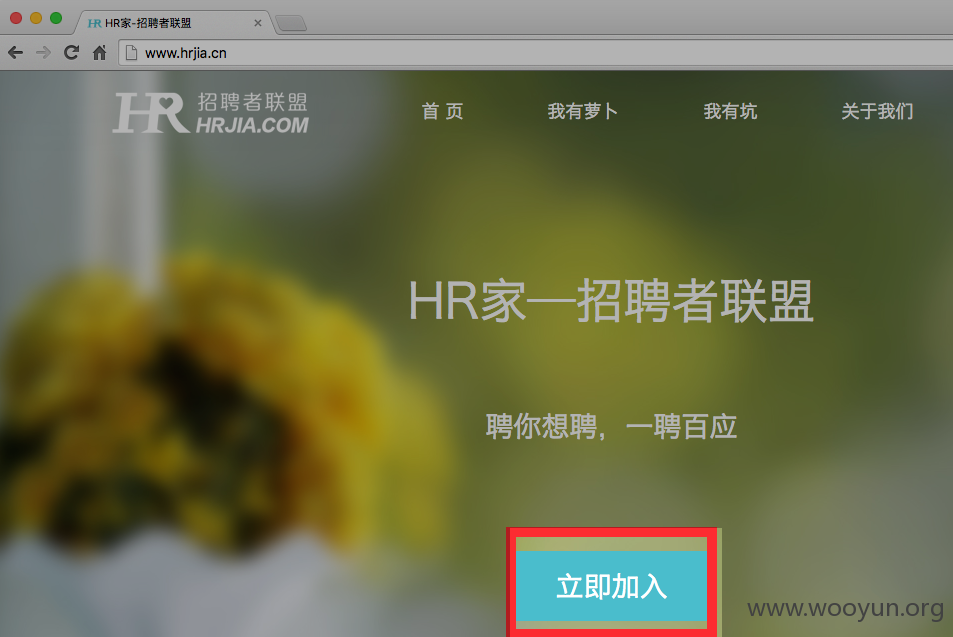 HR HR家-招聘者联盟
www.hrjia.cn
HR 招聘者联盟
HRJIA.COM
首 页 我有萝卜 我有坑 关于我们
HR家—招聘者联盟
聘你想聘，一聘百应
立即加入
www.wooyun.org